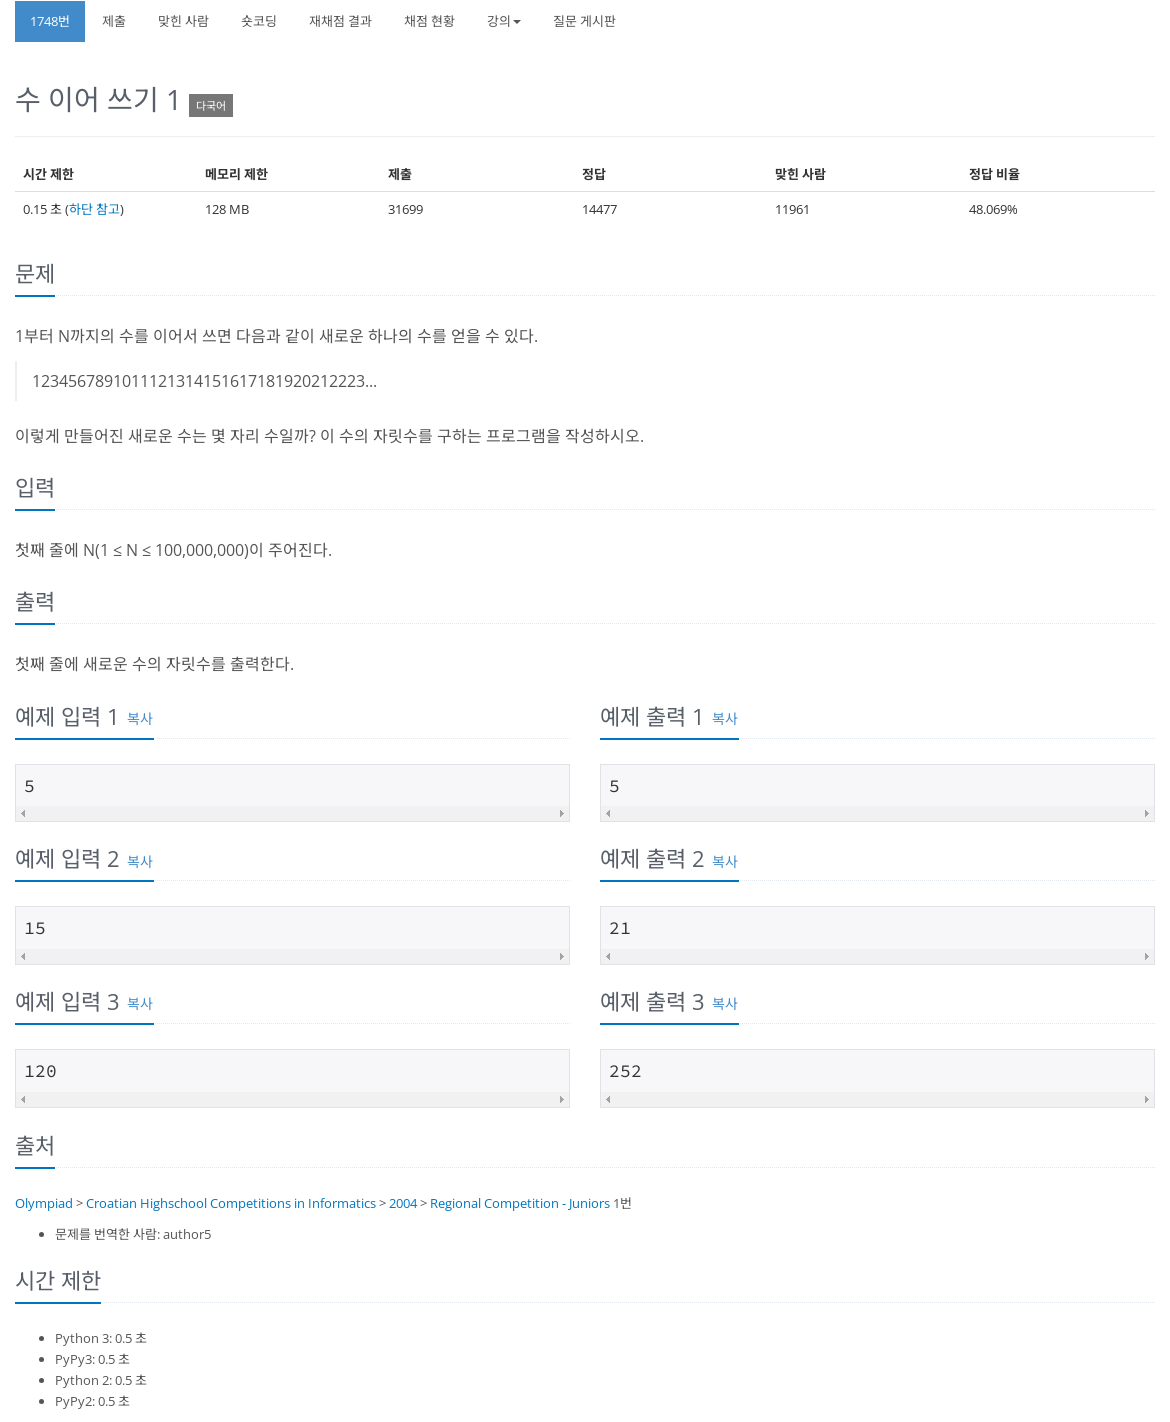 1748번 제출 맞힌 사람 숏코딩 재채점 결과 채점 현황 강의 질문 게시판
수 이어 쓰기 1 다국어
시간 제한 메모리 제한 제출 정답 맞힌 사람 정답 비율
0.15 초 (하단 참고) 128 MB 31699 14477 11961 48.069%
문제
1부터 N까지의 수를 이어서 쓰면 다음과 같이 새로운 하나의 수를 얻을 수 있다.
1234567891011121314151617181920212223...
이렇게 만들어진 새로운 수는 몇 자리 수일까? 이 수의 자릿수를 구하는 프로그램을 작성하시오.
입력
첫째 줄에 N(1 ≤ N ≤ 100,000,000)이 주어진다.
출력
첫째 줄에 새로운 수의 자릿수를 출력한다.
예제 입력 1 복사 예제 출력 1 복사
5 5
예제 입력 2 복사 예제 출력 2 복사
15 21
예제 입력 3 복사 예제 출력 3 복사
120 252
출처
Olympiad > Croatian Highschool Competitions in Informatics > 2004 > Regional Competition - Juniors 1번
• 문제를 번역한 사람: author5
시간 제한
• Python 3: 0.5 초
• PyPy3: 0.5 초
• Python 2: 0.5 초
• PyPy2: 0.5 초